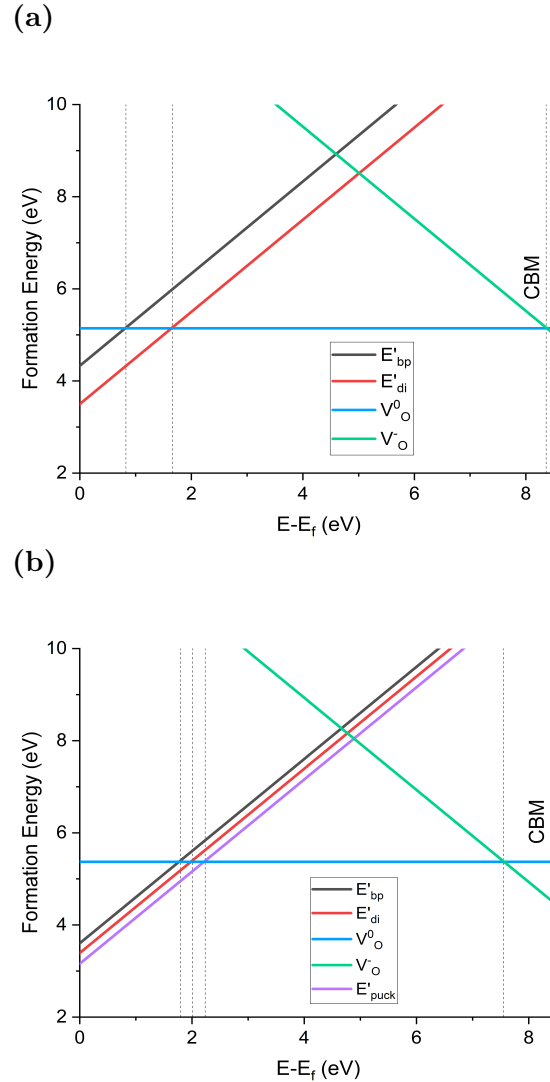 (a)
10
8
6
4
2
Formation Energy (eV)
CBM
E'bp
E'di
V0O
V-O
0
2
4
6
8
E-Ef (eV)
(b)
10
8
6
4
2
Formation Energy (eV)
CBM
E'bp
E'di
V0O
V-O
E'puck
0
2
4
6
8
E-Ef (eV)